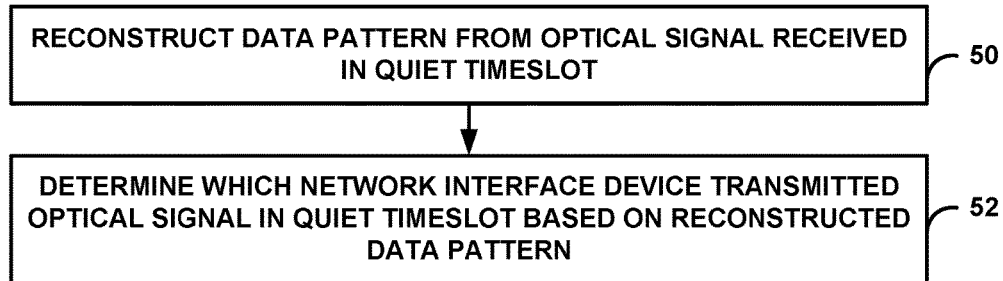 RECONSTRUCT DATA PATTERN FROM OPTICAL SIGNAL RECEIVED
IN QUIET TIMESLOT
50
DETERMINE WHICH NETWORK INTERFACE DEVICE TRANSMITTED
OPTICAL SIGNAL IN QUIET TIMESLOT BASED ON RECONSTRUCTED
DATA PATTERN
52